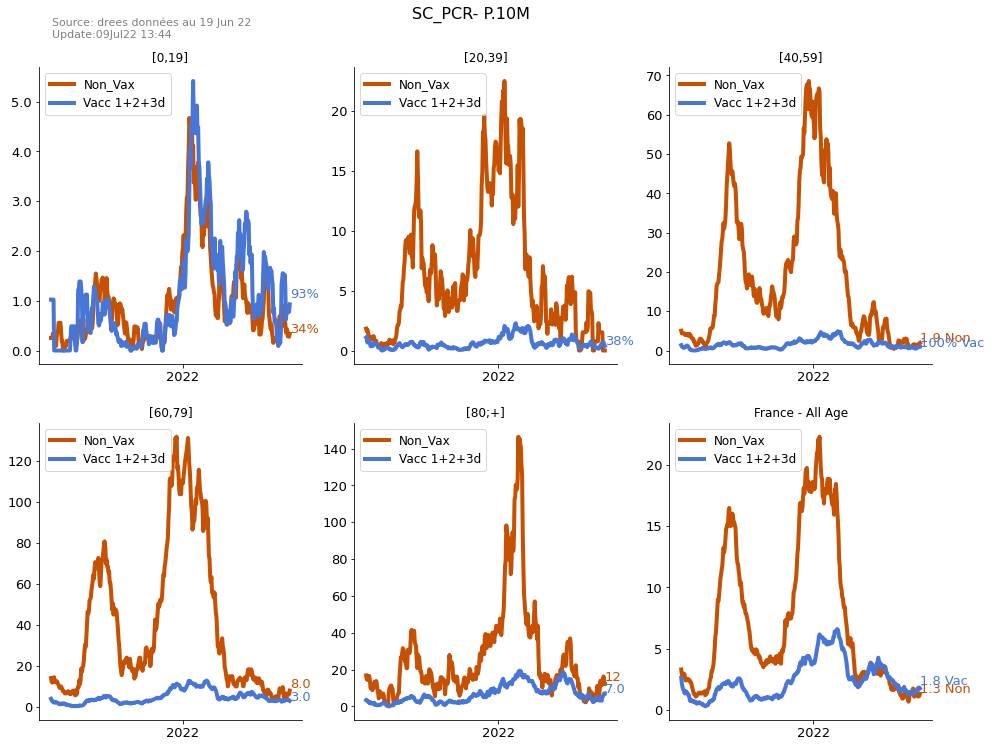 SC_PCR- P.10M
Source: drees données au 19 Jun 22
Update:09Jul22 13:44
[0,19]
Non_Vax
Vacc 1+2+3d
5.0
4.0
3.0
2.0
1.0
0.0
93%
34%
2022
[20,39]
Non_Vax
Vacc 1+2+3d
20
15
10
5
0
38%
2022
[40,59]
Non_Vax
Vacc 1+2+3d
70
60
50
40
30
20
10
0
1.9 Non
100% Vac
2022
[60,79]
Non_Vax
Vacc 1+2+3d
120
100
80
60
40
20
0
8.0
3.0
2022
[80;+]
Non_Vax
Vacc 1+2+3d
140
120
100
80
60
40
20
0
12
7.0
2022
France - All Age
Non_Vax
Vacc 1+2+3d
20
15
10
5
0
1.8 Vac
1.3 Non
2022